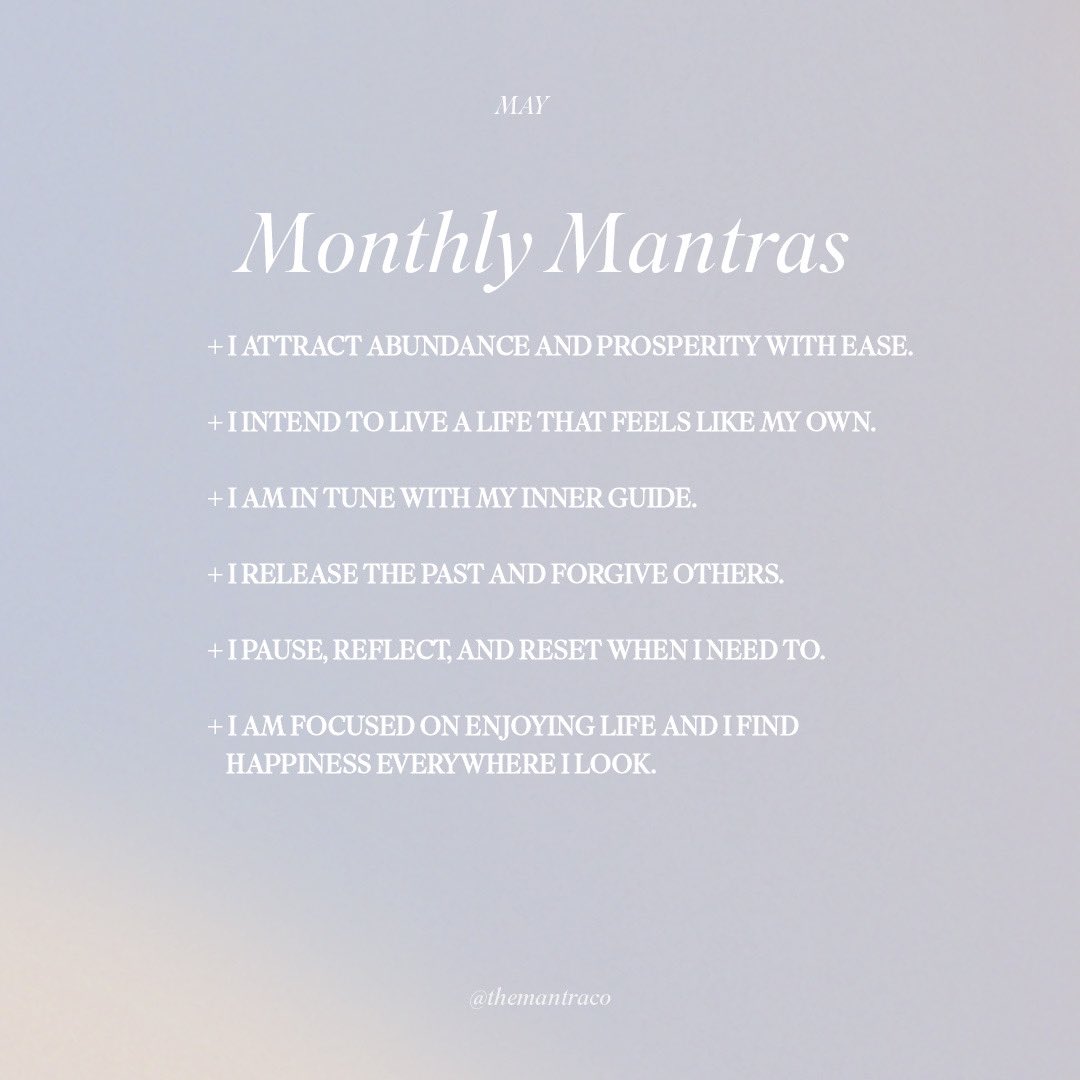 MAY
Monthly Mantras
+ I ATTRACT ABUNDANCE AND PROSPERITY WITH EASE.
+ I INTEND TO LIVE A LIFE THAT FEELS LIKE MY OWN.
+ I AM IN TUNE WITH MY INNER GUIDE.
+ I RELEASE THE PAST AND FORGIVE OTHERS.
+ I PAUSE, REFLECT, AND RESET WHEN I NEED TO.
+ I AM FOCUSED ON ENJOYING LIFE AND I FIND
HAPPINESS EVERYWHERE I LOOK.
@themantraco